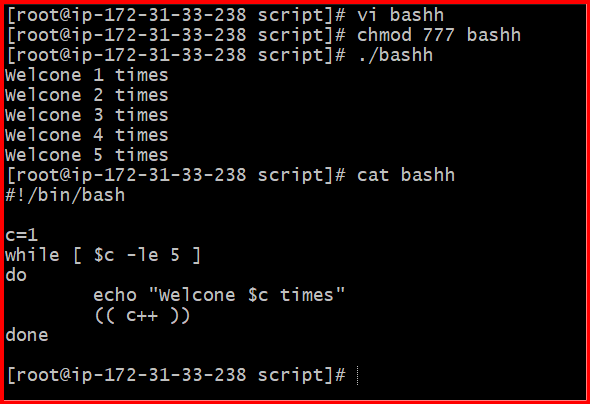 [root@ip-172-31-33-238 script]# vi bashh
[root@ip-172-31-33-238 script]# chmod 777 bashh
[root@ip-172-31-33-238 script]# ./bashh
Welcone 1 times
Welcone 2 times
Welcone 3 times
Welcone 4 times
Welcone 5 times
[root@ip-172-31-33-238 script]# cat bashh
#!/bin/bash

c=1
while [ $c -le 5 ]
do
        echo "Welcone $c times"
        (( c++ ))
done

[root@ip-172-31-33-238 script]#